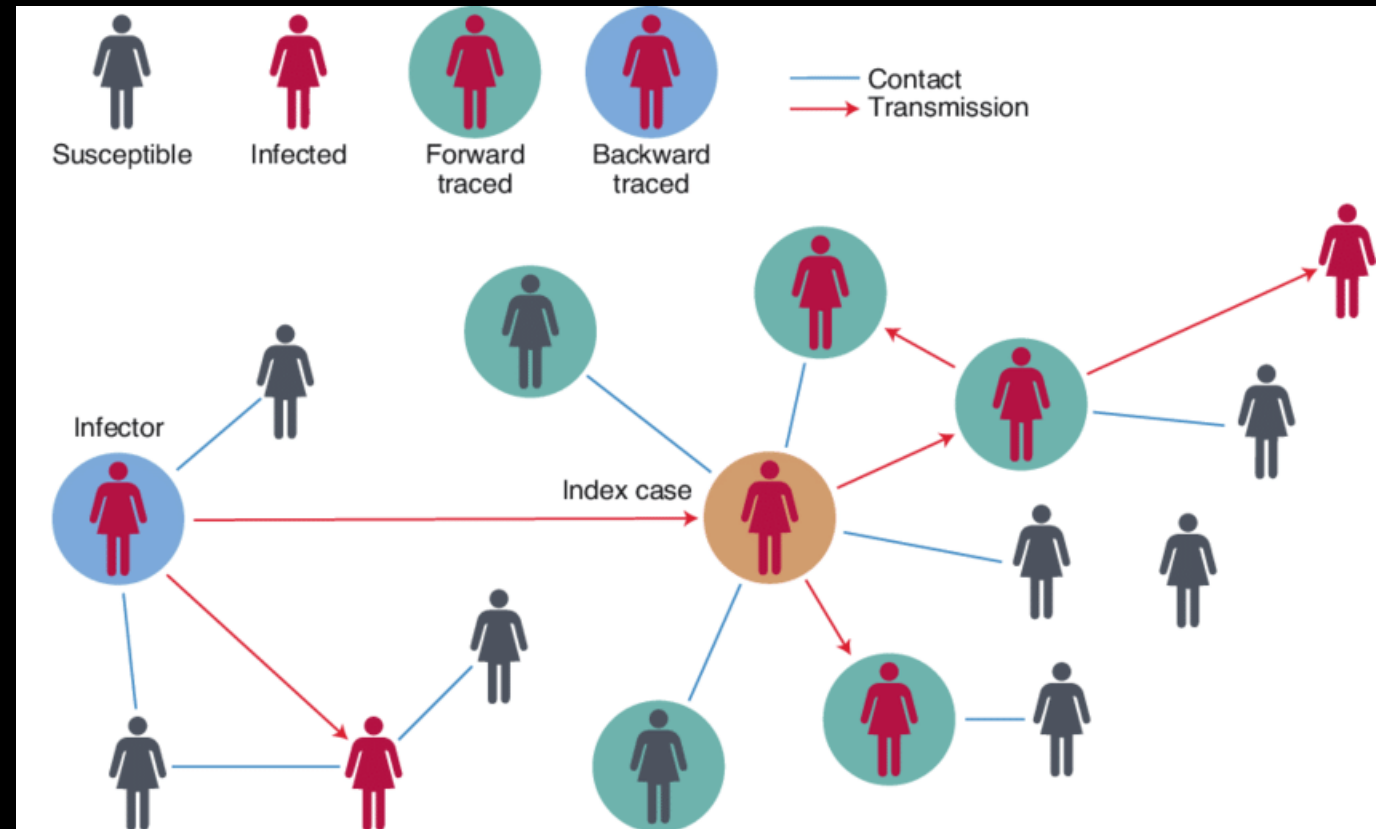 Susceptible
Infected
Forward
traced
Backward
traced
Contact
Transmission
Infector
Index case